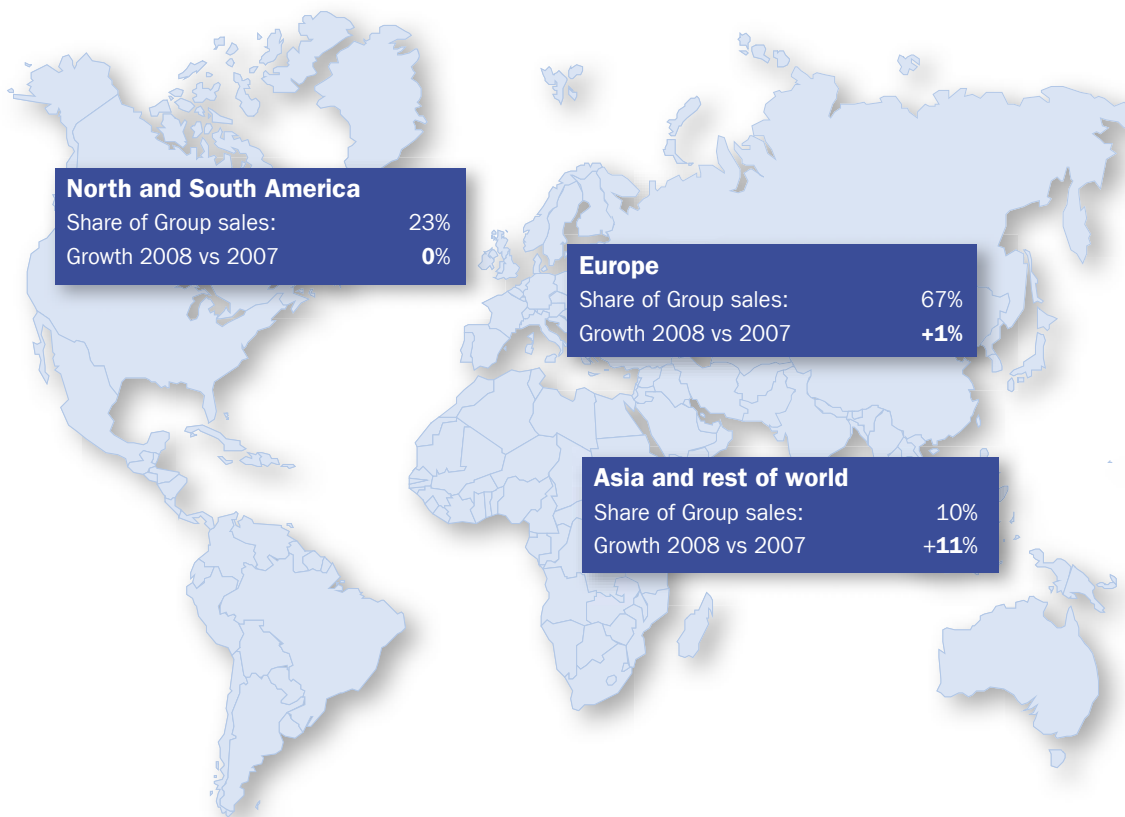 North and South America
Share of Group sales: 23%
Growth 2008 vs 2007 0%
Europe
Share of Group sales: 67%
Growth 2008 vs 2007 +1%
Asia and rest of world
Share of Group sales: 10%
Growth 2008 vs 2007 +11%